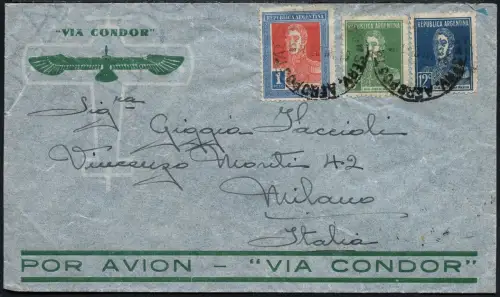 "VIA CONDOR"
REPUBLICA ARGENTINA
1
REPUBLICA ARGENTINA
REPUBLICA ARGENTINA
12
Sig.ra
Giggia Faccioli
Vincenzo Monti 42
Milano
Italia
POR AVION - "VIA CONDOR"